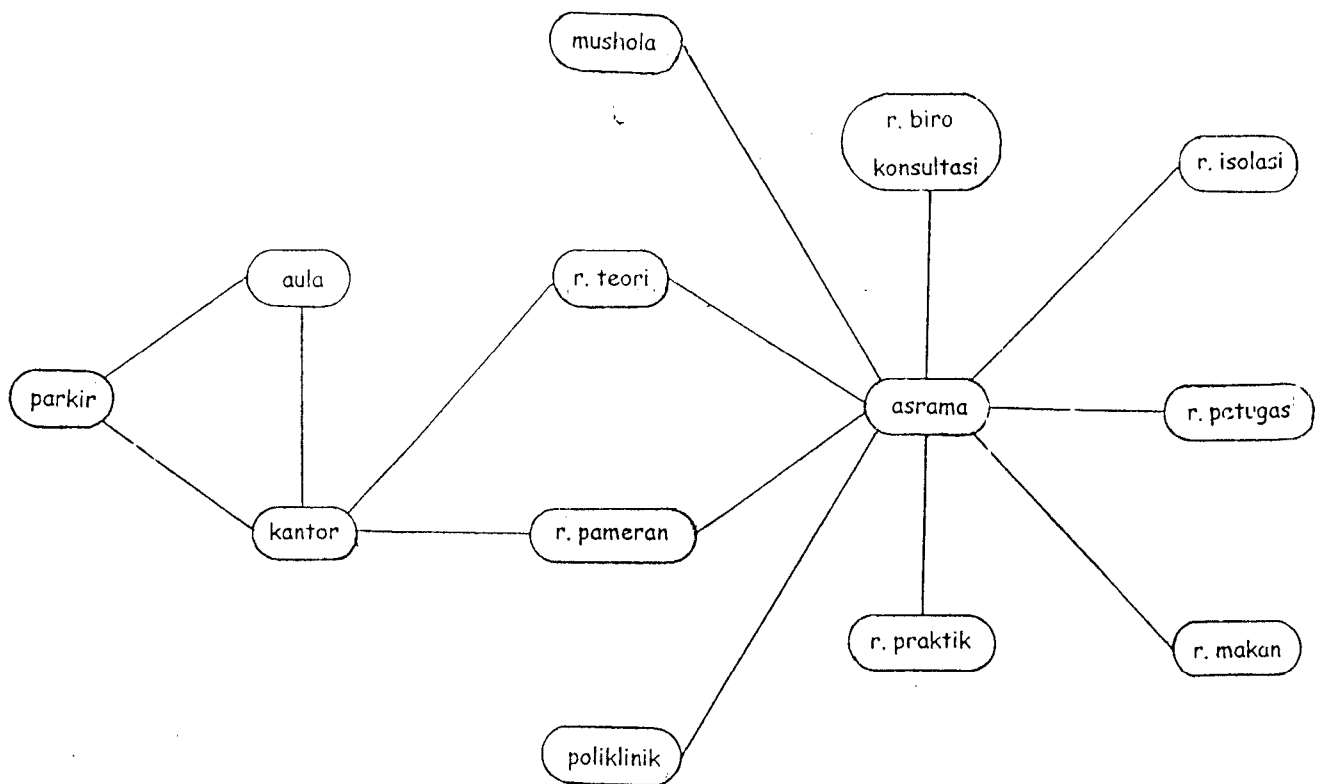 mushola
r. biro
konsultasi
r. isolasi
aula
r. teori
parkir
asrama
r. petugas
kantor
r. pameran
r. praktik
r. makan
poliklinik